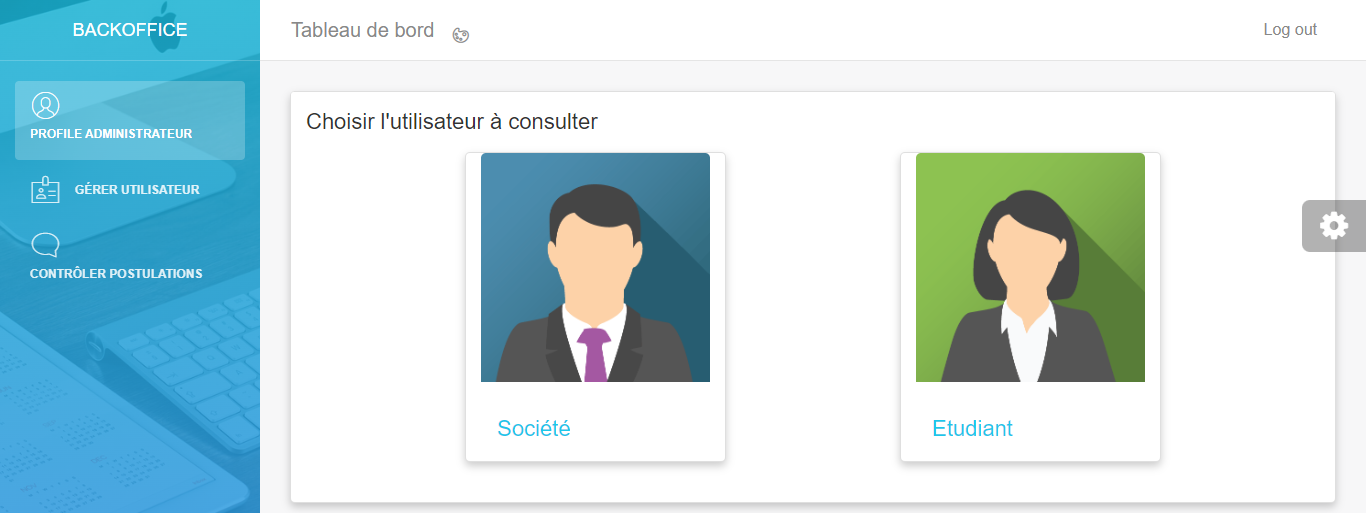 BACKOFFICE
Tableau de bord
Log out
PROFILE ADMINISTRATEUR
GÉRER UTILISATEUR
CONTRÔLER POSTULATIONS
Choisir l'utilisateur à consulter
Société
Etudiant